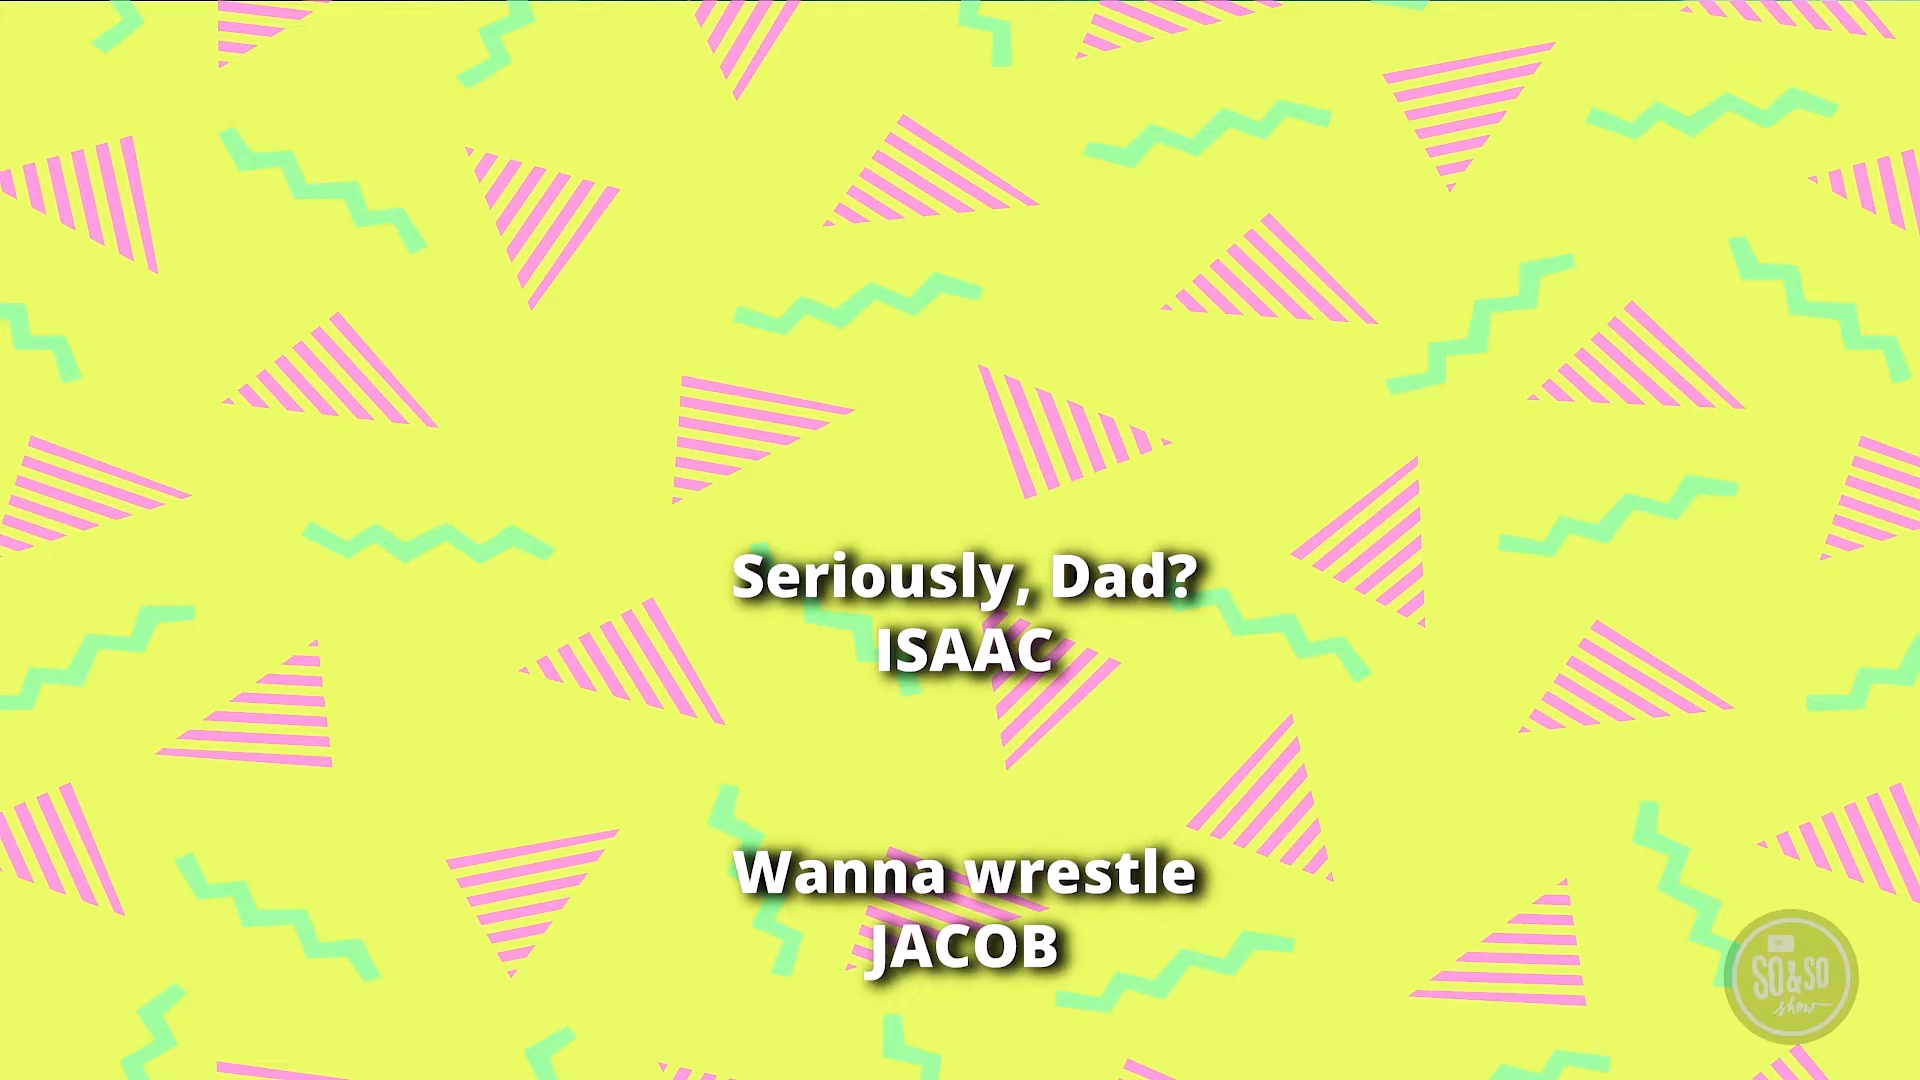 Seriously, Dad?
ISAAC
Wanna wrestle
JACOB
SO & SO
show